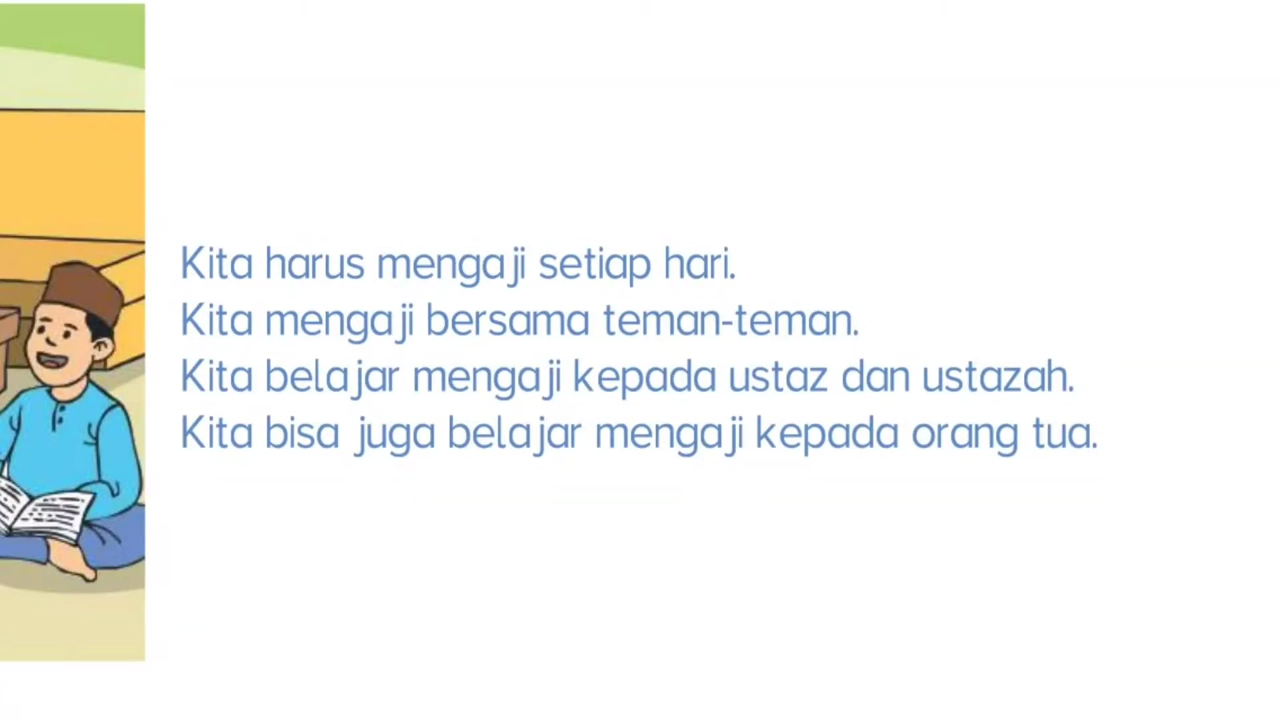 Kita harus mengaji setiap hari.
Kita mengaji bersama teman-teman.
Kita belajar mengaji kepada ustaz dan ustazah.
Kita bisa juga belajar mengaji kepada orang tua.